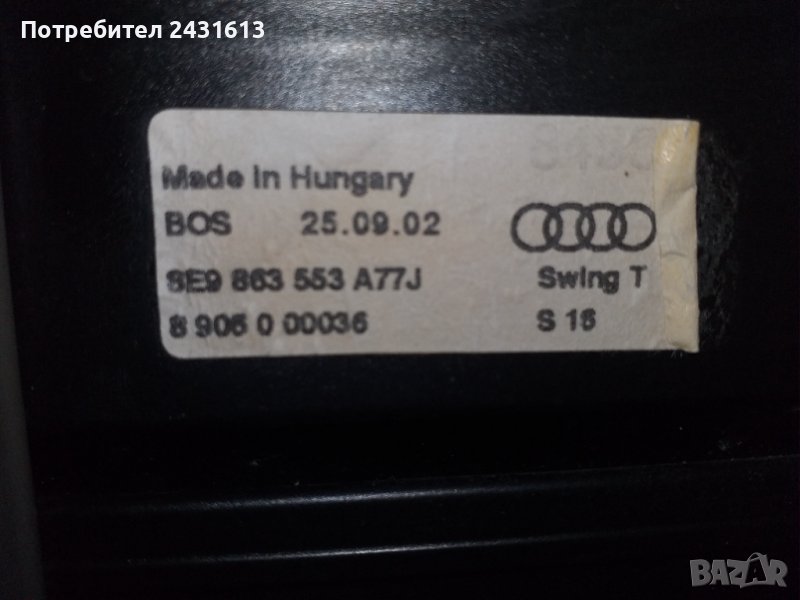 Потребител 2431613
Made in Hungary
BOS 25.09.02
8E9 863 553 A77J Swing T
8 906 0 00036 S 16
BAZAR